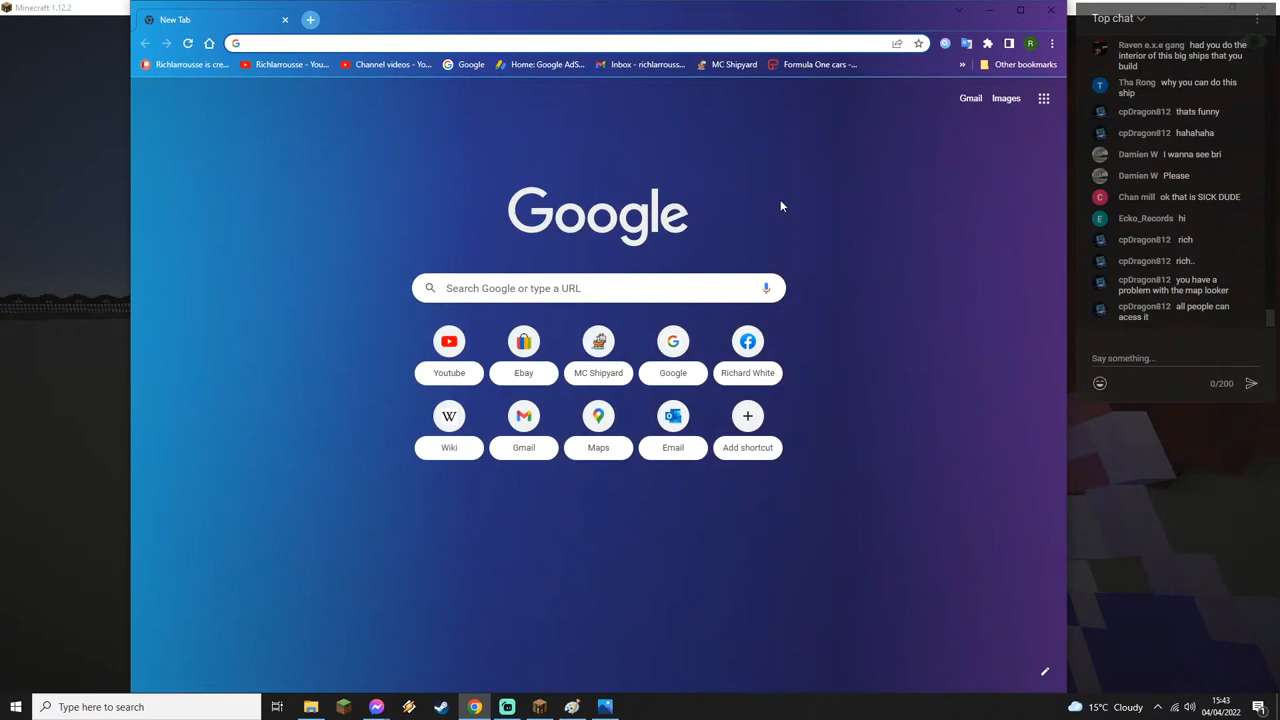 Minecraft 1.12.2
New Tab
Richlarrousse is cre...
Richlarrousse - You...
Channel videos - Yo...
Google
Home: Google AdS...
Inbox - richlarrouss...
MC Shipyard
Formula One cars -...
»
Other bookmarks
Gmail
Images
Google
Search Google or type a URL
Youtube
Ebay
MC Shipyard
Google
Richard White
Wiki
Gmail
Maps
Email
Add shortcut
Top chat
Raven e.x.e gang had you do the
interior of this big ships that you
build
Tha Rong why you can do this
ship
cpDragon812 thats funny
cpDragon812 hahahaha
Damien W I wanna see bri
Damien W Please
Chan mill ok that is SICK DUDE
Ecko_Records hi
cpDragon812 rich
cpDragon812 rich..
cpDragon812 you have a
problem with the map looker
cpDragon812 all people can
acess it
Say something...
0/200
Type here to search
15°C Cloudy
15:43
04/04/2022